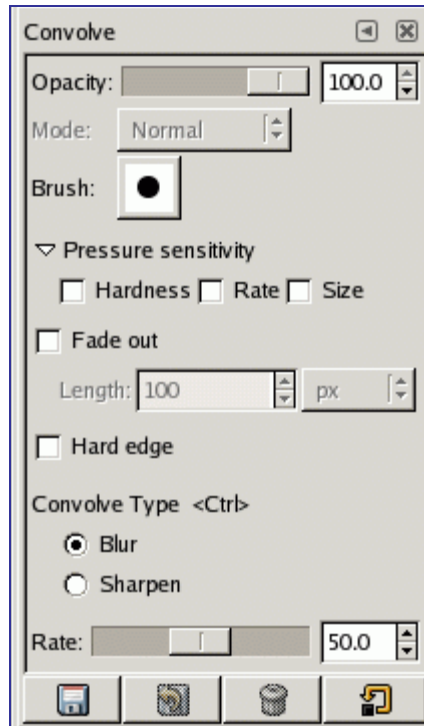 Convolve
Opacity: 100.0
Mode: Normal
Brush:
Pressure sensitivity
Hardness Rate Size
Fade out
Length: 100 px
Hard edge
Convolve Type <Ctrl>
Blur
Sharpen
Rate: 50.0